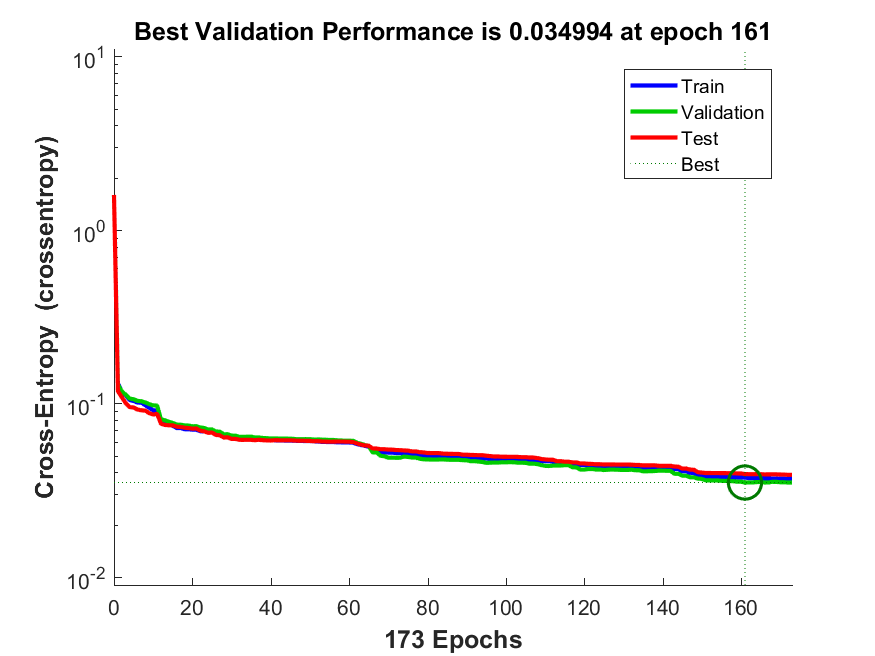 Best Validation Performance is 0.034994 at epoch 161
10^1
10^0
10^-1
10^-2
Cross-Entropy (crossentropy)
Train
Validation
Test
Best
0 20 40 60 80 100 120 140 160
173 Epochs